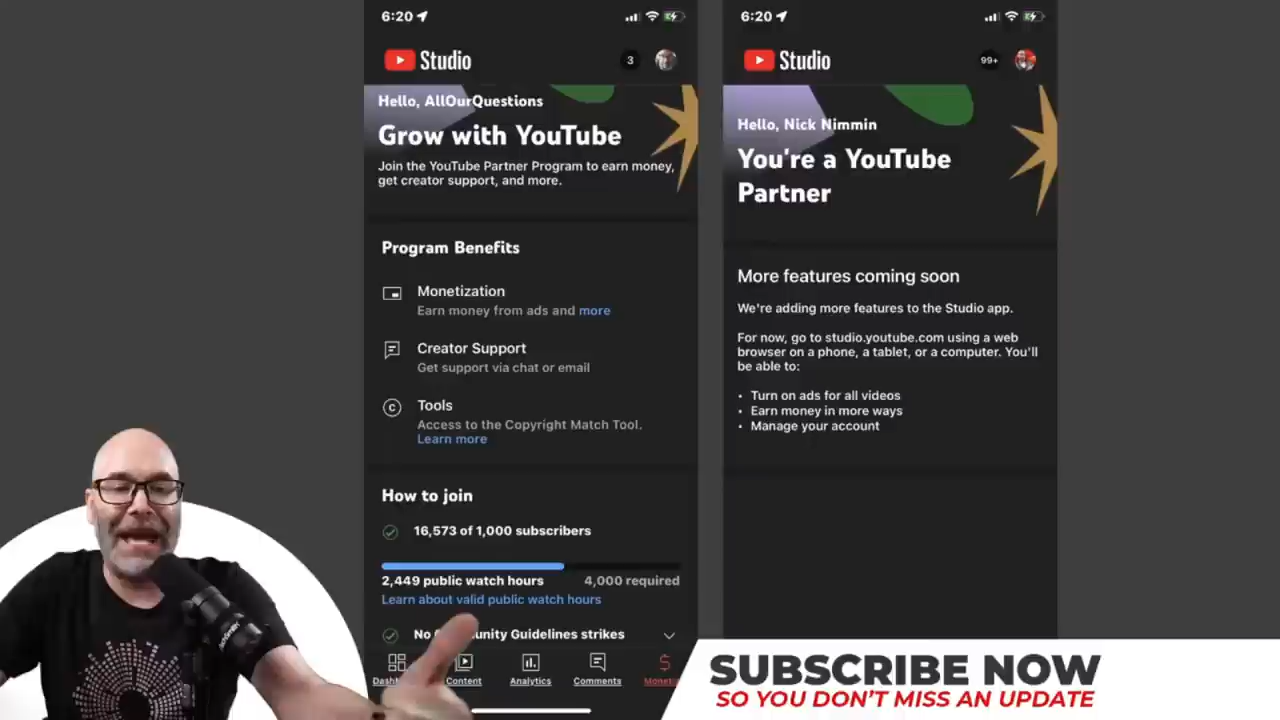 6:20
Studio
3
Hello, AllOurQuestions
Grow with YouTube
Join the YouTube Partner Program to earn money,
get creator support, and more.
Program Benefits
Monetization
Earn money from ads and more
Creator Support
Get support via chat or email
C
Tools
Access to the Copyright Match Tool.
Learn more
How to join
16,573 of 1,000 subscribers
2,449 public watch hours 4,000 required
Learn about valid public watch hours
Guidelines strikes
Content Analytics Comments
6:20
Studio
99+
Hello, Nick Nimmin
You're a YouTube
Partner
More features coming soon
We're adding more features to the Studio app.
For now, go to studio.youtube.com using a web
browser on a phone, a tablet, or a computer. You'll
be able to:
• Turn on ads for all videos
• Earn money in more ways
• Manage your account
SUBSCRIBE NOW
SO YOU DON'T MISS AN UPDATE